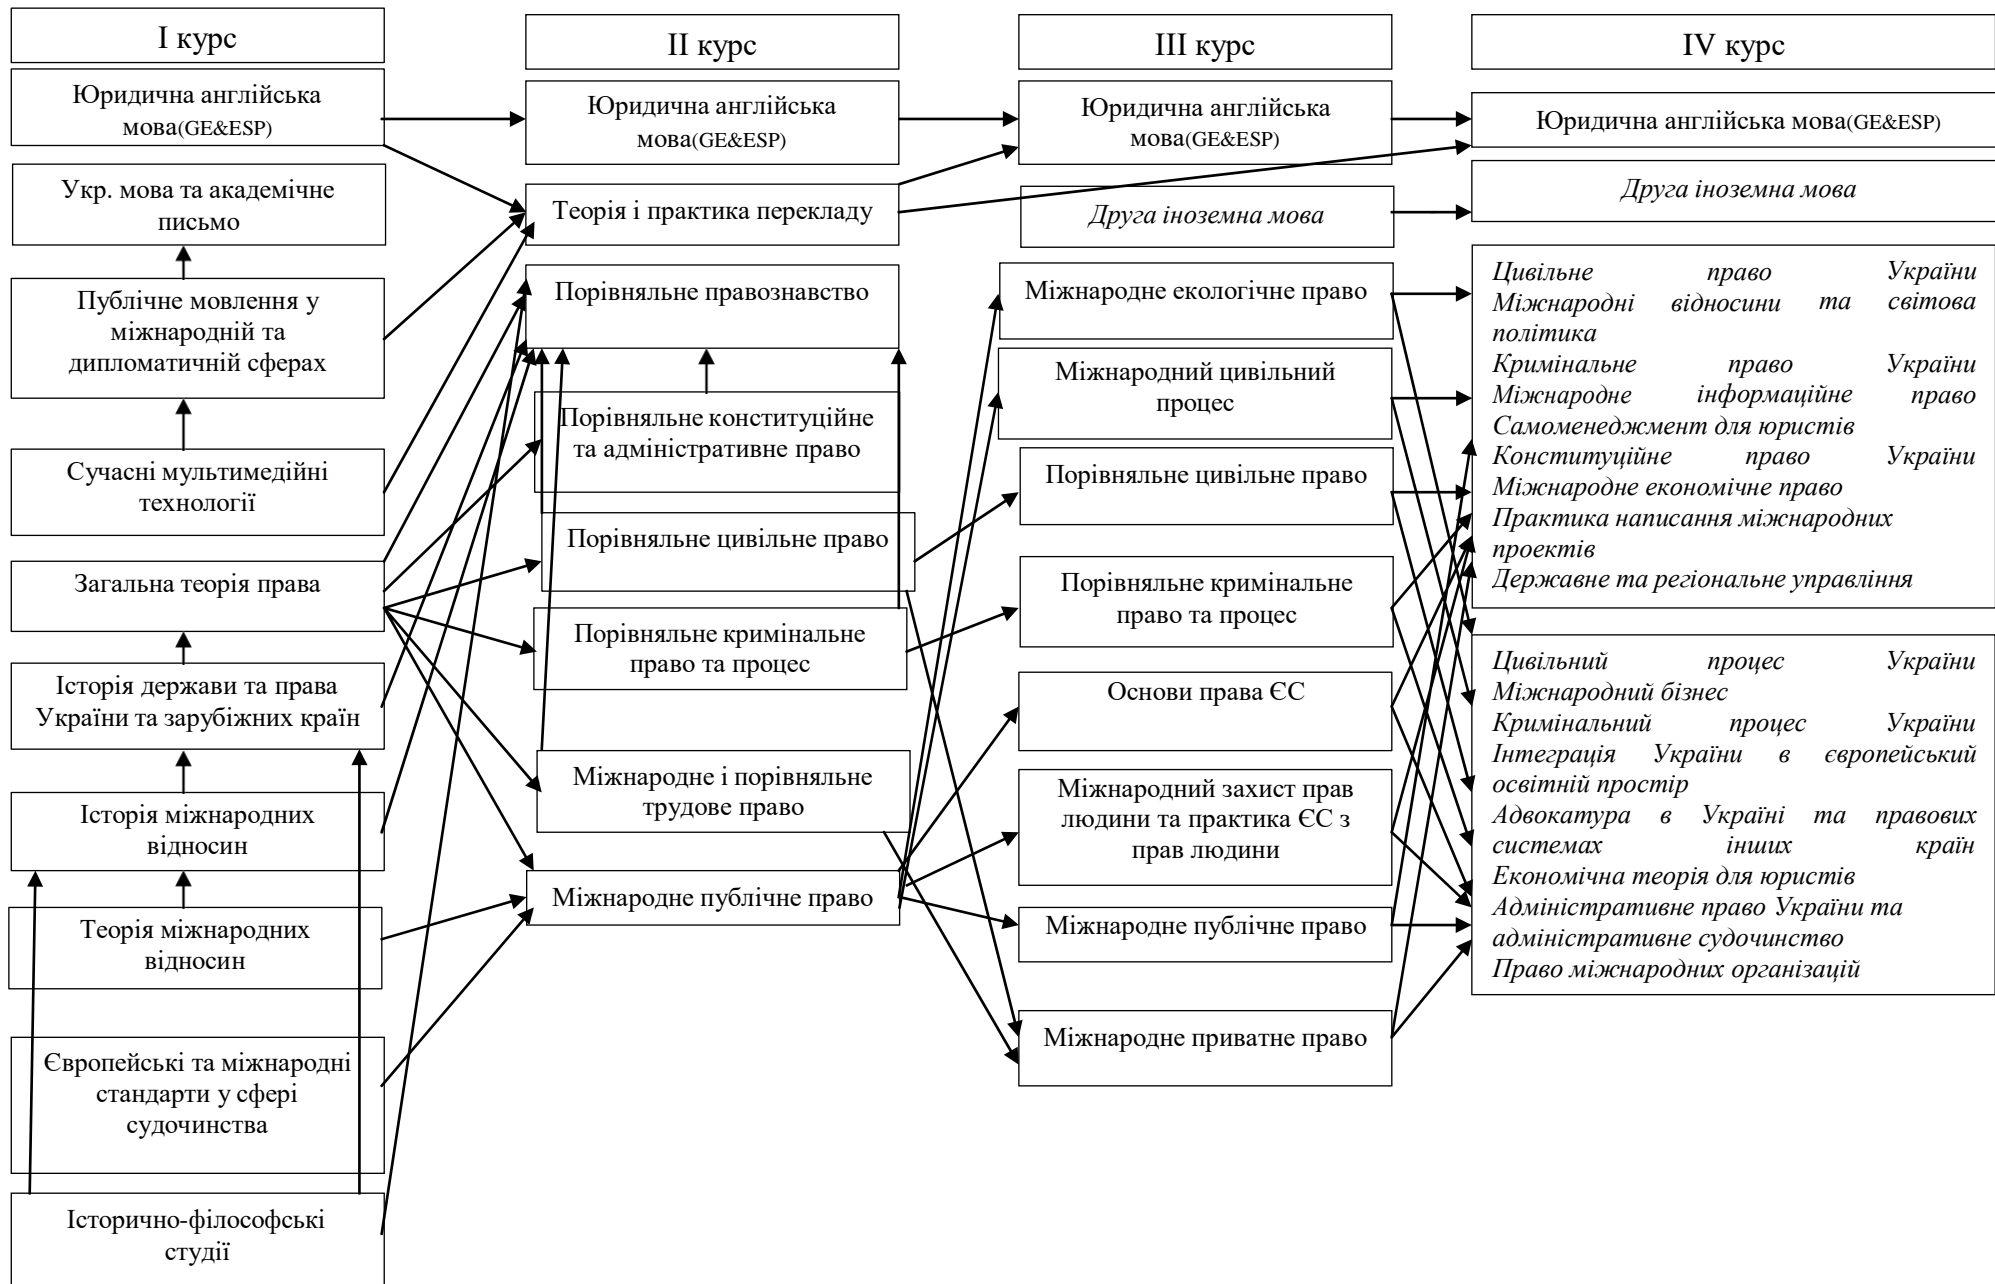 І курс
Юридична англійська
мова(GE&ESP)
Укр. мова та академічне
письмо
Публічне мовлення у
міжнародній та
дипломатичній сферах
Сучасні мультимедійні
технології
Загальна теорія права
Історія держави та права
України та зарубіжних країн
Історія міжнародних
відносин
Теорія міжнародних
відносин
Європейські та міжнародні
стандарти у сфері
судочинства
Історично-філософські
студії
ІІ курс
Юридична англійська
мова(GE&ESP)
Теорія і практика перекладу
Порівняльне правознавство
Порівняльне конституційне
та адміністративне право
Порівняльне цивільне право
Порівняльне кримінальне
право та процес
Міжнародне і порівняльне
трудове право
Міжнародне публічне право
ІІІ курс
Юридична англійська
мова(GE&ESP)
Друга іноземна мова
Міжнародне екологічне право
Міжнародний цивільний
процес
Порівняльне цивільне право
Порівняльне кримінальне
право та процес
Основи права ЄС
Міжнародний захист прав
людини та практика ЄС з
прав людини
Міжнародне публічне право
Міжнародне приватне право
IV курс
Юридична англійська мова(GE&ESP)
Друга іноземна мова
Цивільне право України
Міжнародні відносини та світова
політика
Кримінальне право України
Міжнародне інформаційне право
Самоменеджмент для юристів
Конституційне право України
Міжнародне економічне право
Практика написання міжнародних
проектів
Державне та регіональне управління
Цивільний процес України
Міжнародний бізнес
Кримінальний процес України
Інтеграція України в європейський
освітній простір
Адвокатура в Україні та правових
системах інших країн
Економічна теорія для юристів
Адміністративне право України та
адміністративне судочинство
Право міжнародних організацій